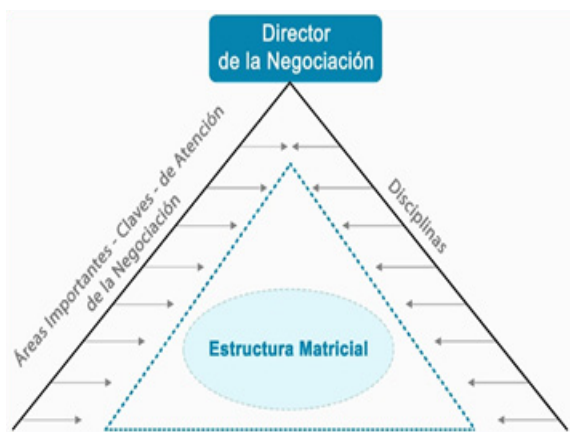 Director
de la Negociación
Áreas Importantes - Claves - de Atención
de la Negociación
Disciplinas
Estructura Matricial